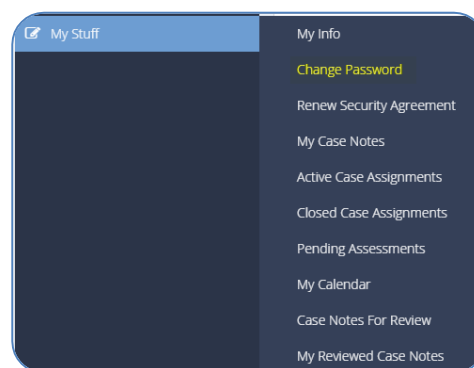 My Stuff
My Info
Change Password
Renew Security Agreement
My Case Notes
Active Case Assignments
Closed Case Assignments
Pending Assessments
My Calendar
Case Notes For Review
My Reviewed Case Notes